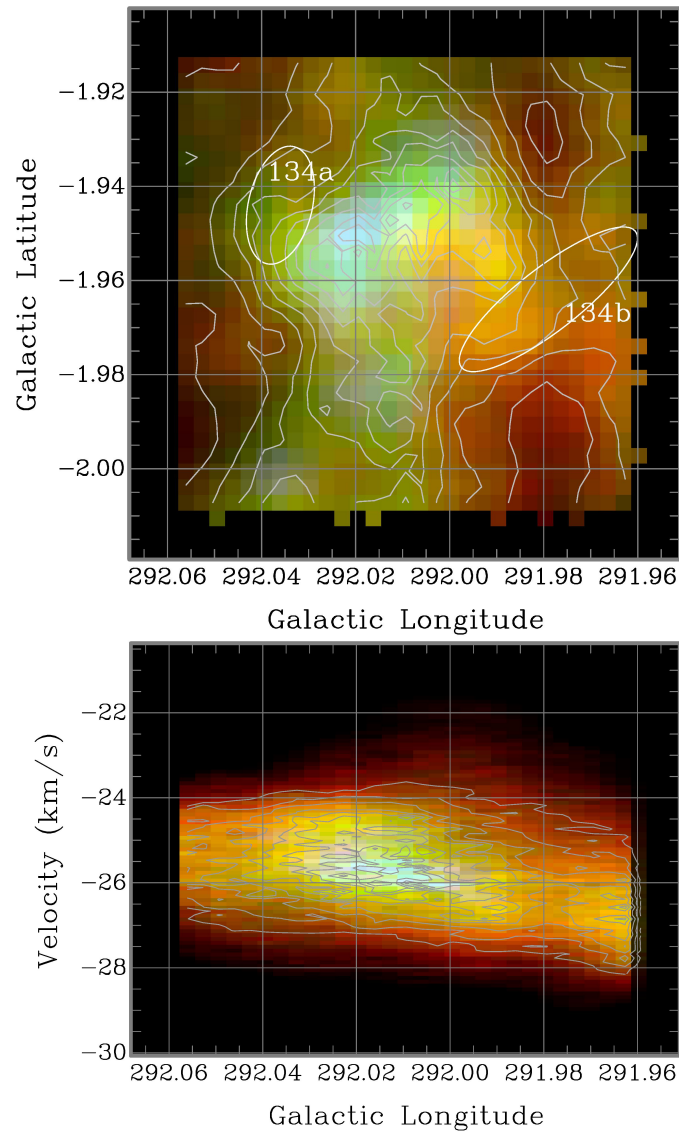 −1.92
−1.94
−1.96
−1.98
−2.00
Galactic Latitude
134a
134b
292.06 292.04 292.02 292.00 291.98 291.96
Galactic Longitude
−22
−24
−26
−28
−30
Velocity (km/s)
292.06 292.04 292.02 292.00 291.98 291.96
Galactic Longitude